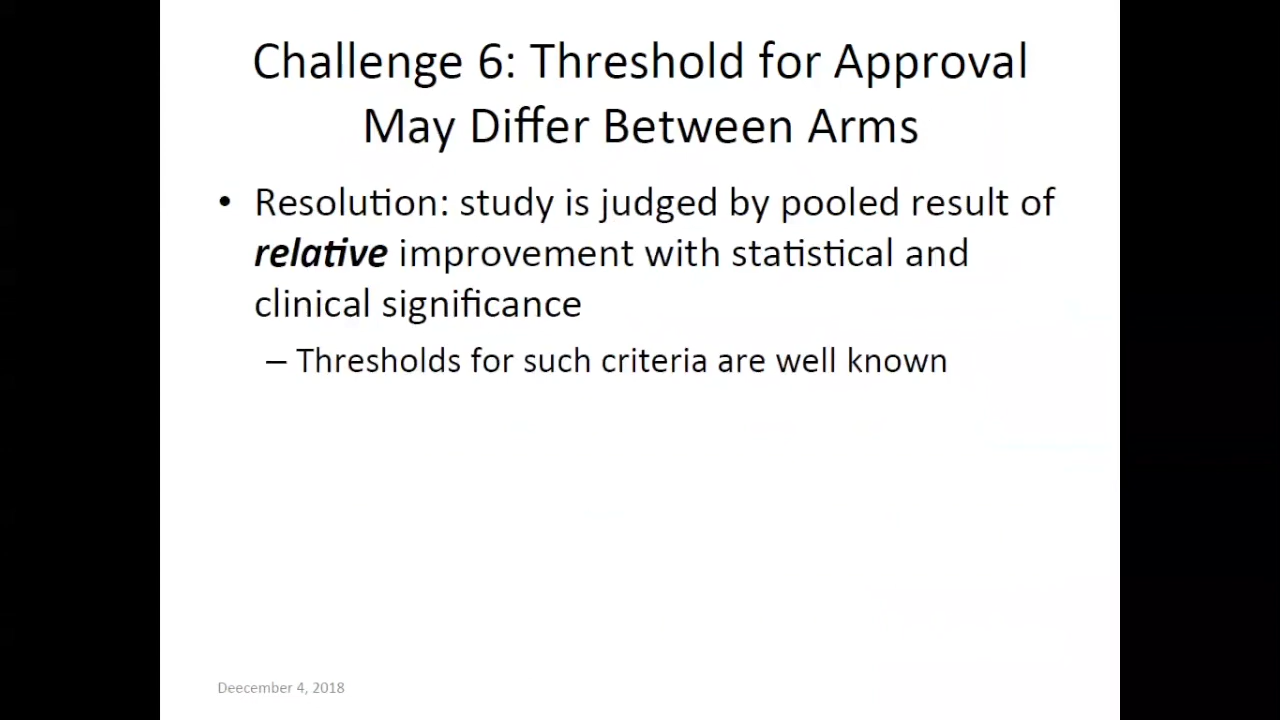 Challenge 6: Threshold for Approval
May Differ Between Arms
• Resolution: study is judged by pooled result of
relative improvement with statistical and
clinical significance
– Thresholds for such criteria are well known
Deecember 4, 2018